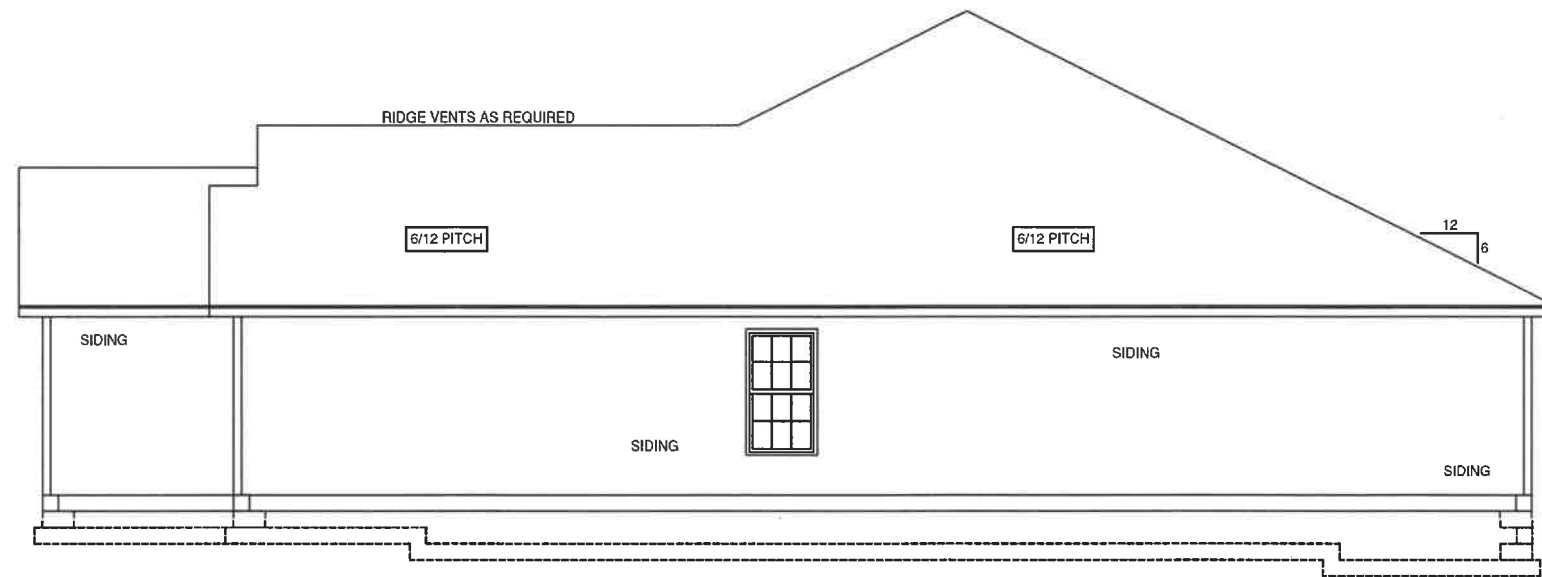 RIDGE VENTS AS REQUIRED
6/12 PITCH
6/12 PITCH
12
6
SIDING
SIDING
SIDING
SIDING